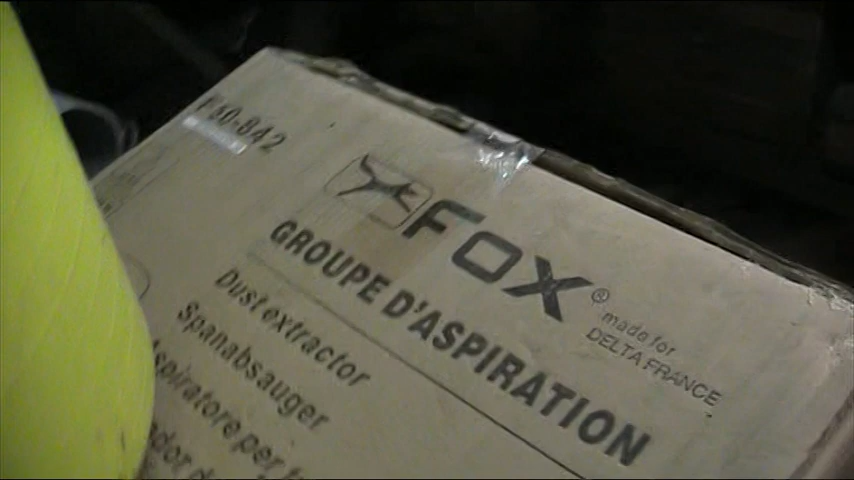 F50-842
FOX®
made for
DELTA FRANCE
GROUPE D'ASPIRATION
Dust extractor
Spanabsauger
Aspiratore per